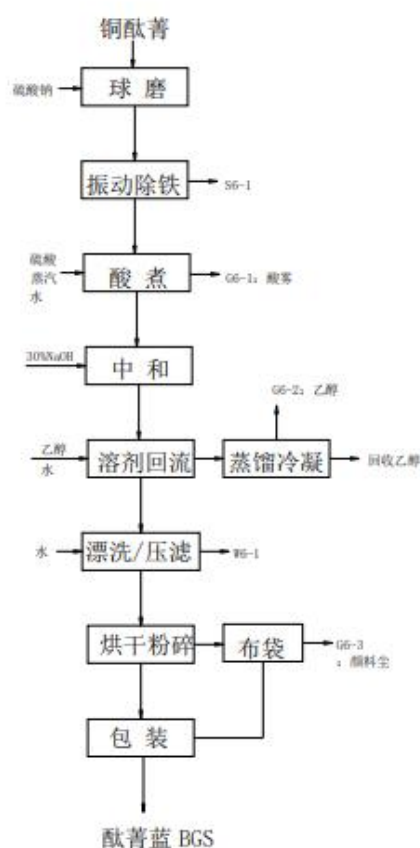 铜酞菁
硫酸钠
球 磨
振动除铁
S6-1
硫酸
蒸汽
水
酸 煮
G6-1：酸雾
30%NaOH
中 和
G6-2：乙醇
乙醇
水
溶剂回流
蒸馏冷凝
回收乙醇
水
漂洗/压滤
W6-1
烘干粉碎
布袋
G6-3
：颜料尘
包 装
酞菁蓝 BGS